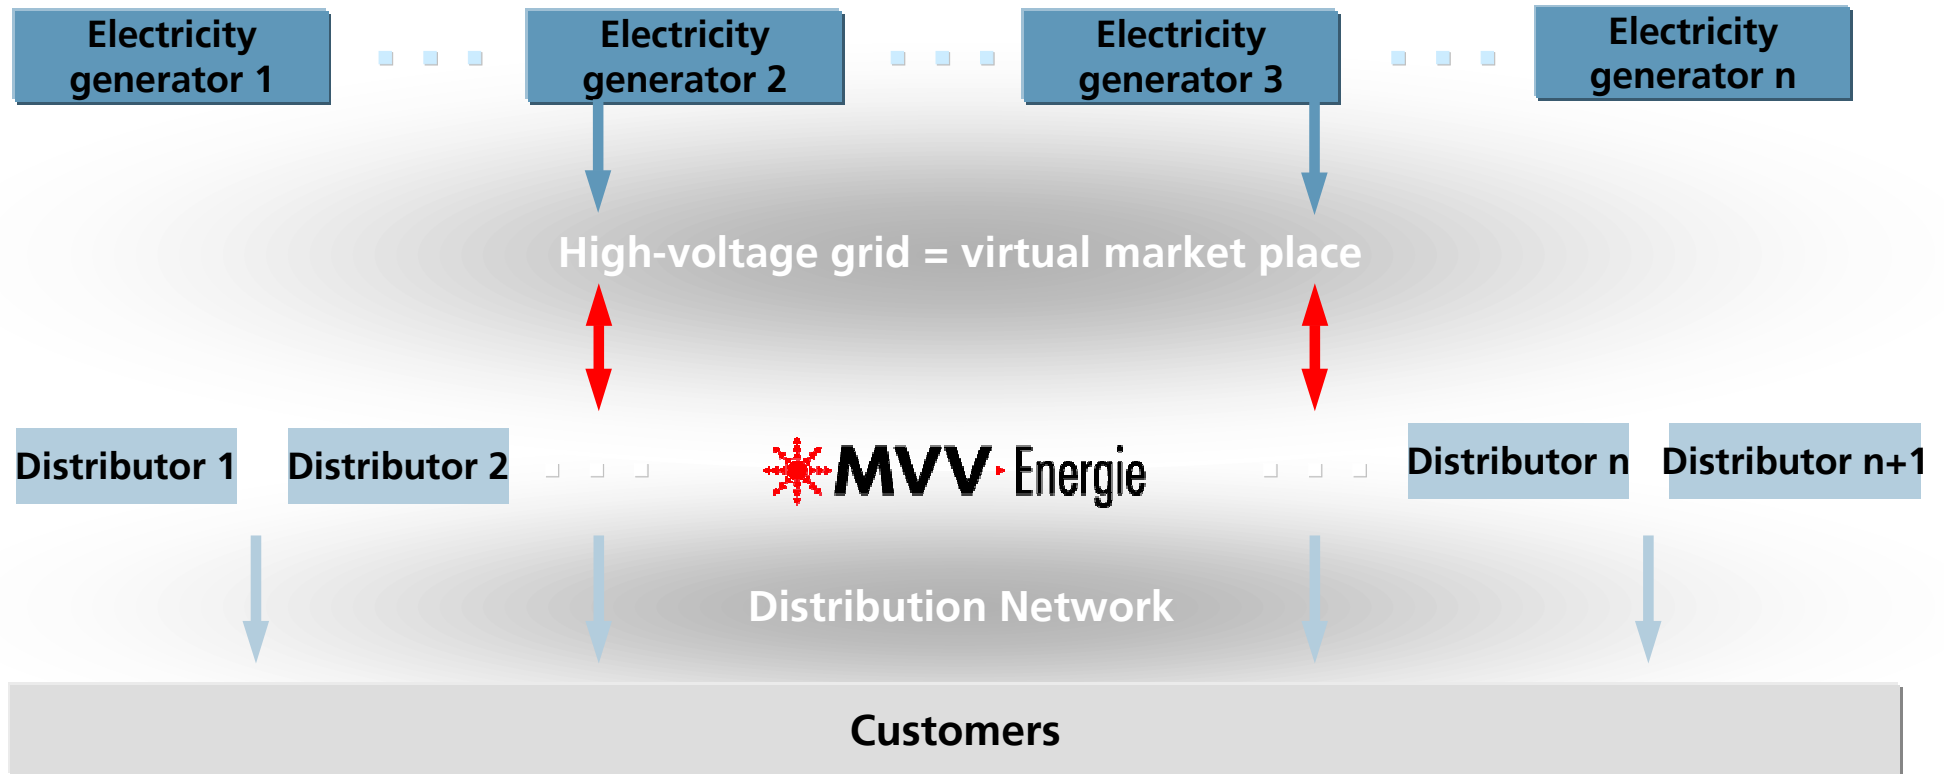 Electricity
generator 1
Electricity
generator 2
Electricity
generator 3
Electricity
generator n
High-voltage grid = virtual market place
Distributor 1
Distributor 2
MVV Energie
Distributor n
Distributor n+1
Distribution Network
Customers